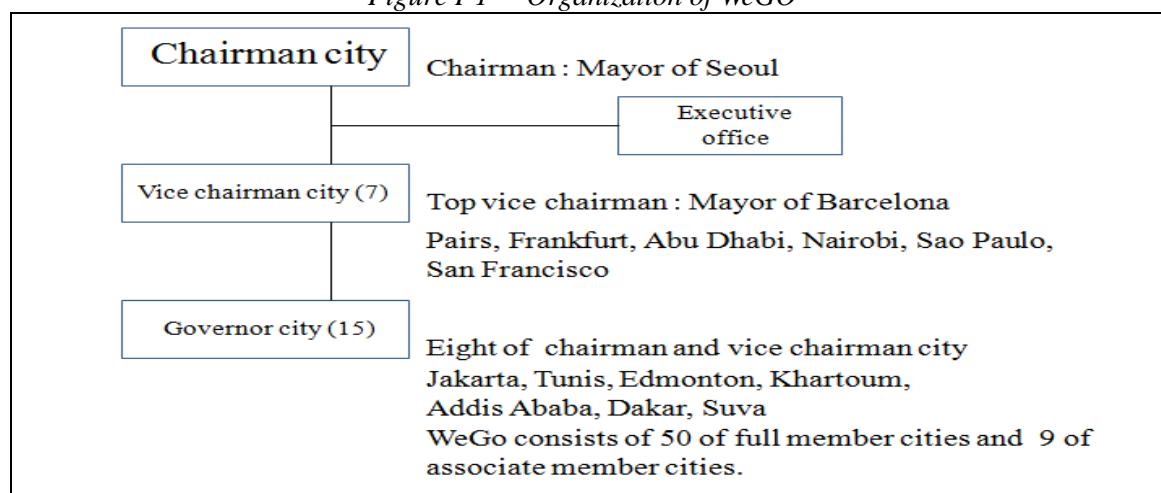 Figure I-1 Organization of WeGO
Chairman city
Chairman : Mayor of Seoul
Executive
office
Vice chairman city (7)
Top vice chairman : Mayor of Barcelona
Pairs, Frankfurt, Abu Dhabi, Nairobi, Sao Paulo,
San Francisco
Governor city (15)
Eight of chairman and vice chairman city
Jakarta, Tunis, Edmonton, Khartoum,
Addis Ababa, Dakar, Suva
WeGo consists of 50 of full member cities and 9 of
associate member cities.